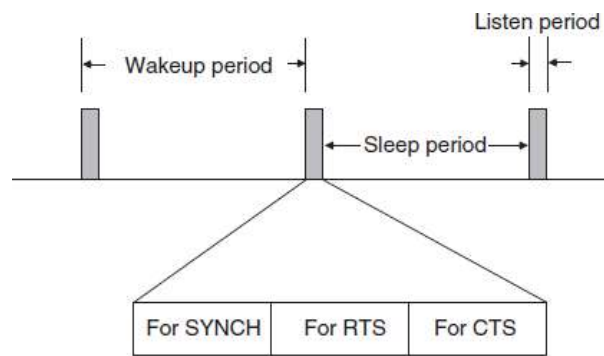 Listen period
Wakeup period
Sleep period
For SYNCH For RTS For CTS